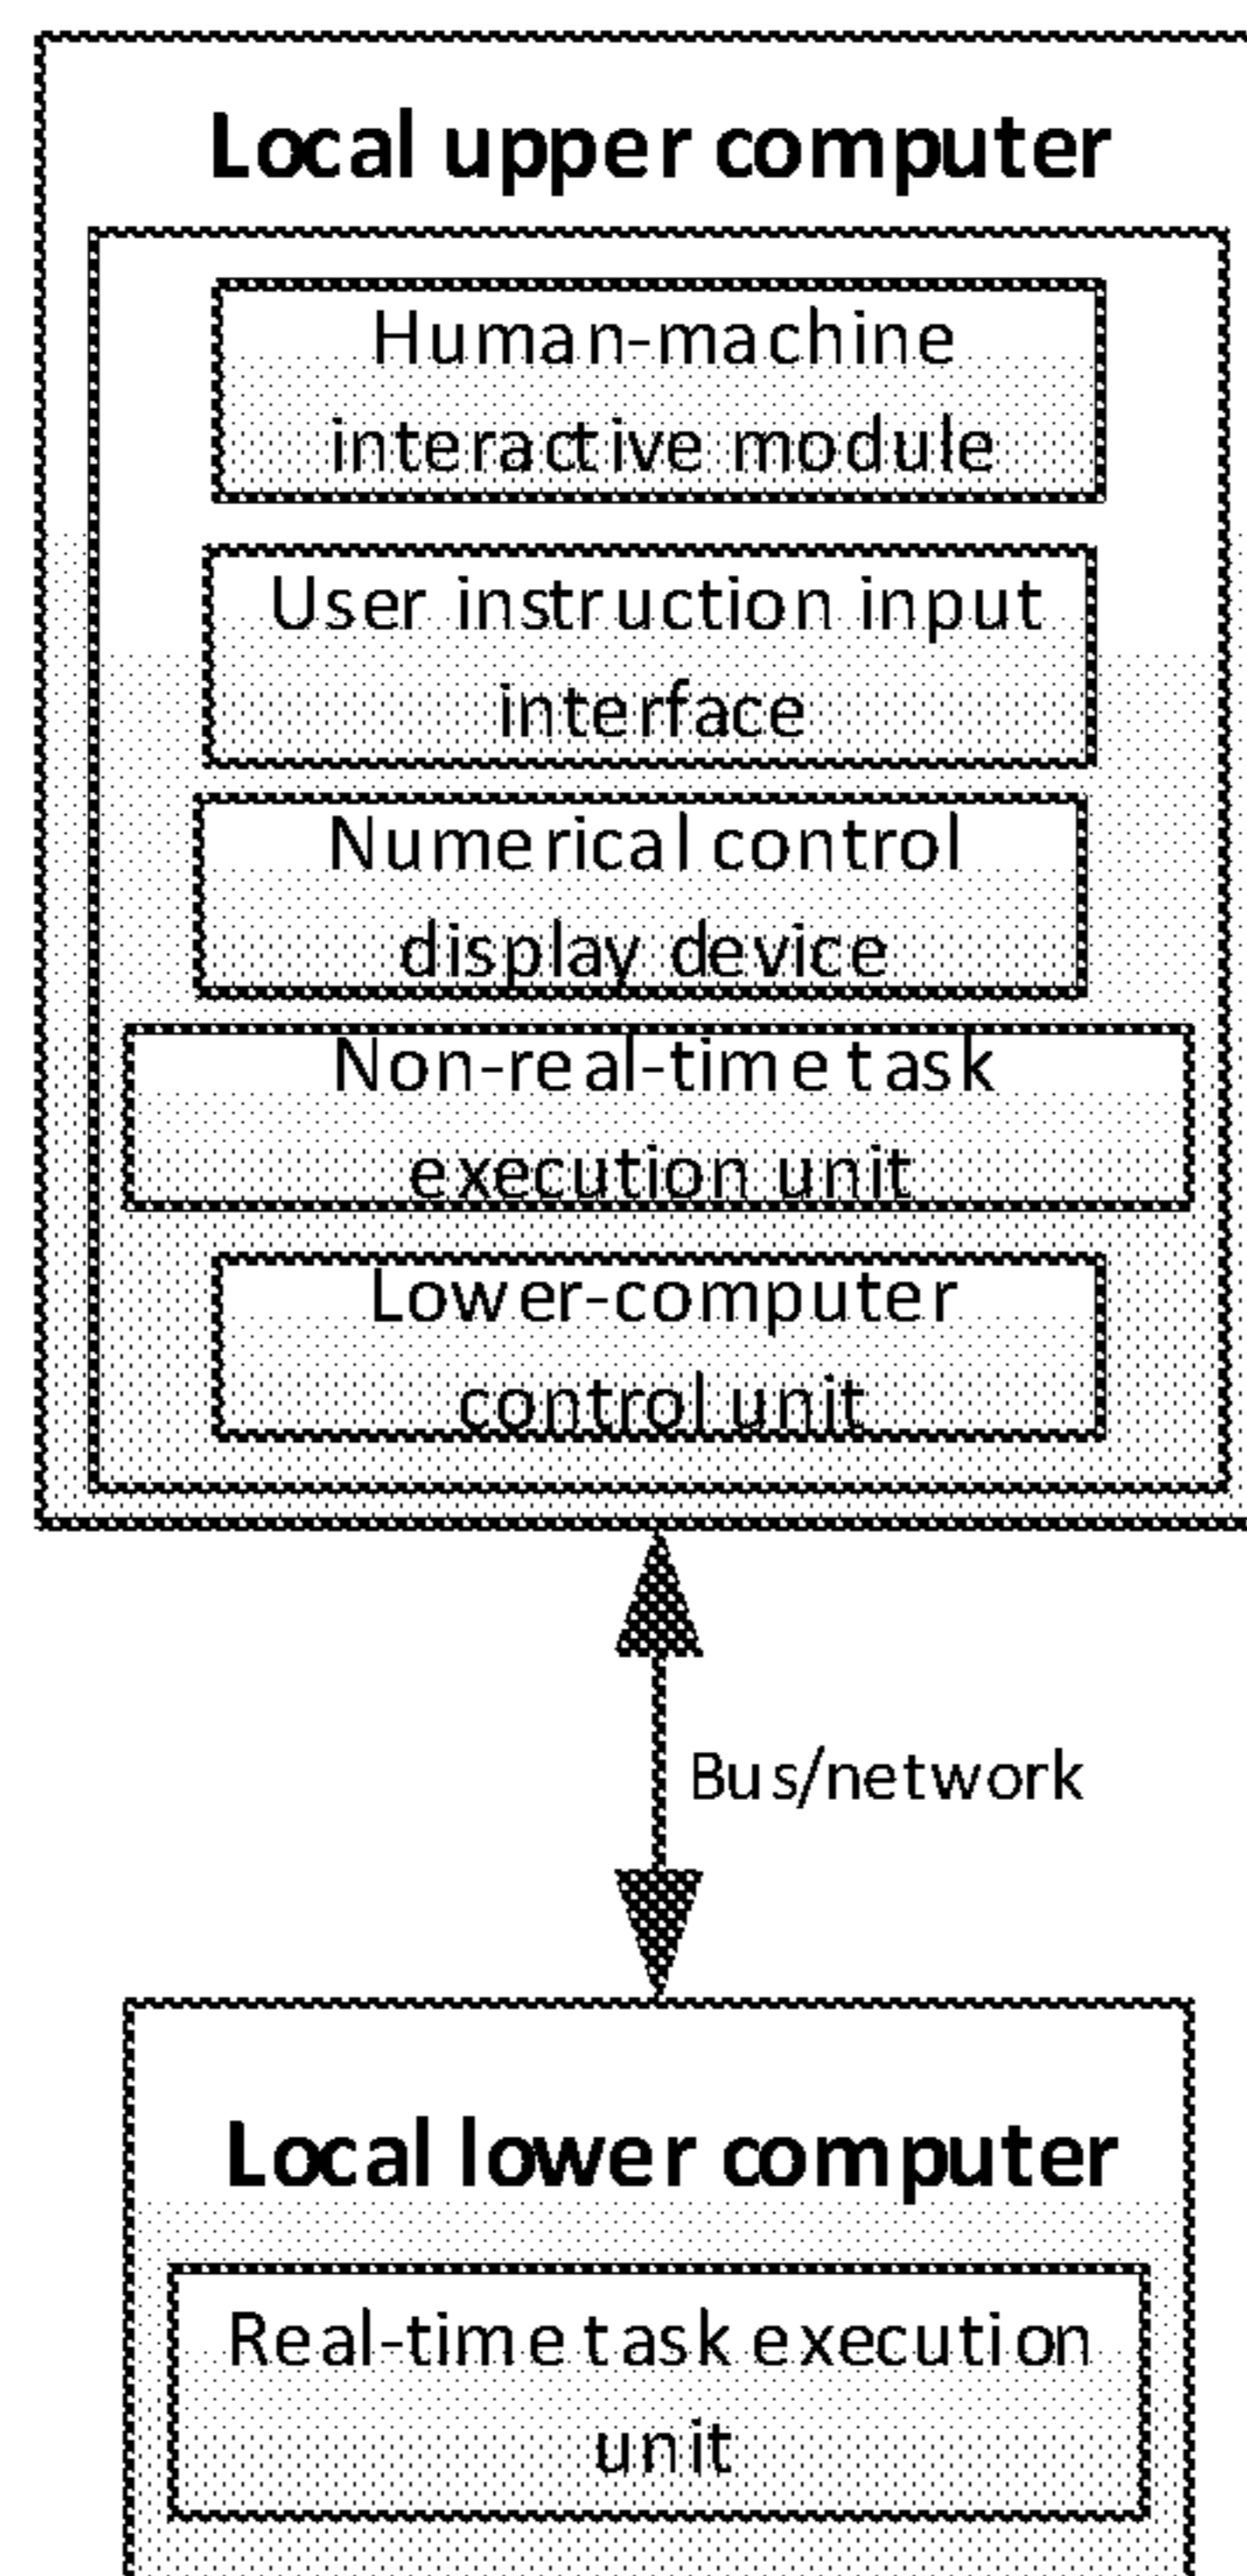 Local upper computer
Human-machine
interactive module
User instruction input
interface
Numerical control
display device
Non-real-time task
execution unit
Lower-computer
control unit
Bus/network
Local lower computer
Real-time task execution
unit